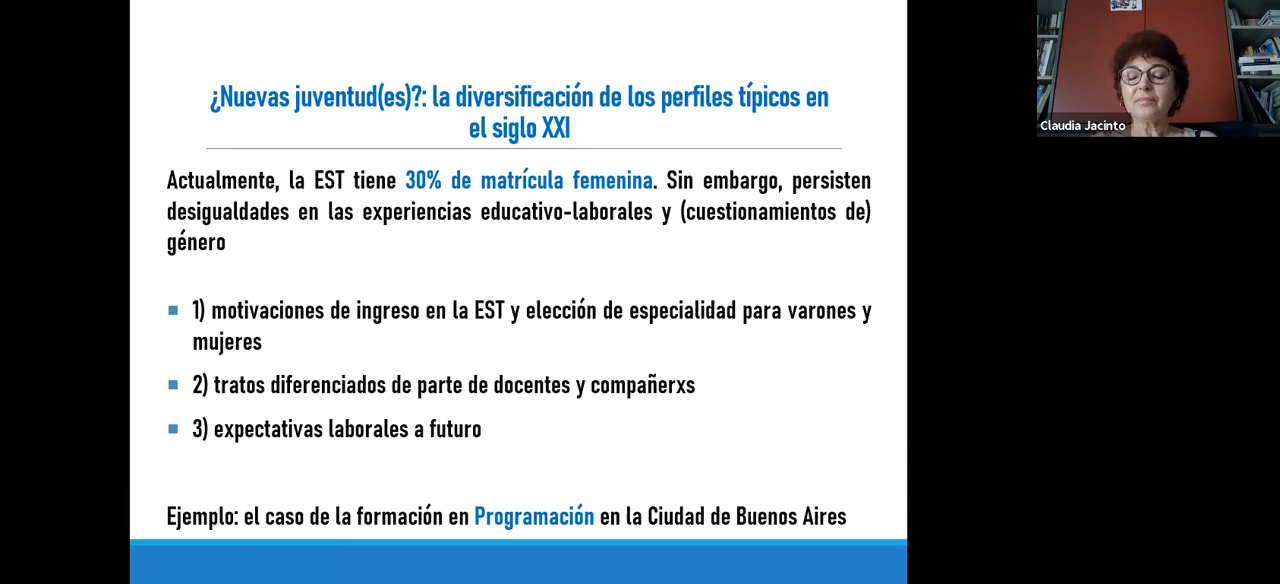 ¿Nuevas juventud(es)?: la diversificación de los perfiles típicos en
el siglo XXI
Actualmente, la EST tiene 30% de matrícula femenina. Sin embargo, persisten
desigualdades en las experiencias educativo-laborales y (cuestionamientos de)
género
1) motivaciones de ingreso en la EST y elección de especialidad para varones y
mujeres
2) tratos diferenciados de parte de docentes y compañerxs
3) expectativas laborales a futuro
Ejemplo: el caso de la formación en Programación en la Ciudad de Buenos Aires
Claudia Jacinto